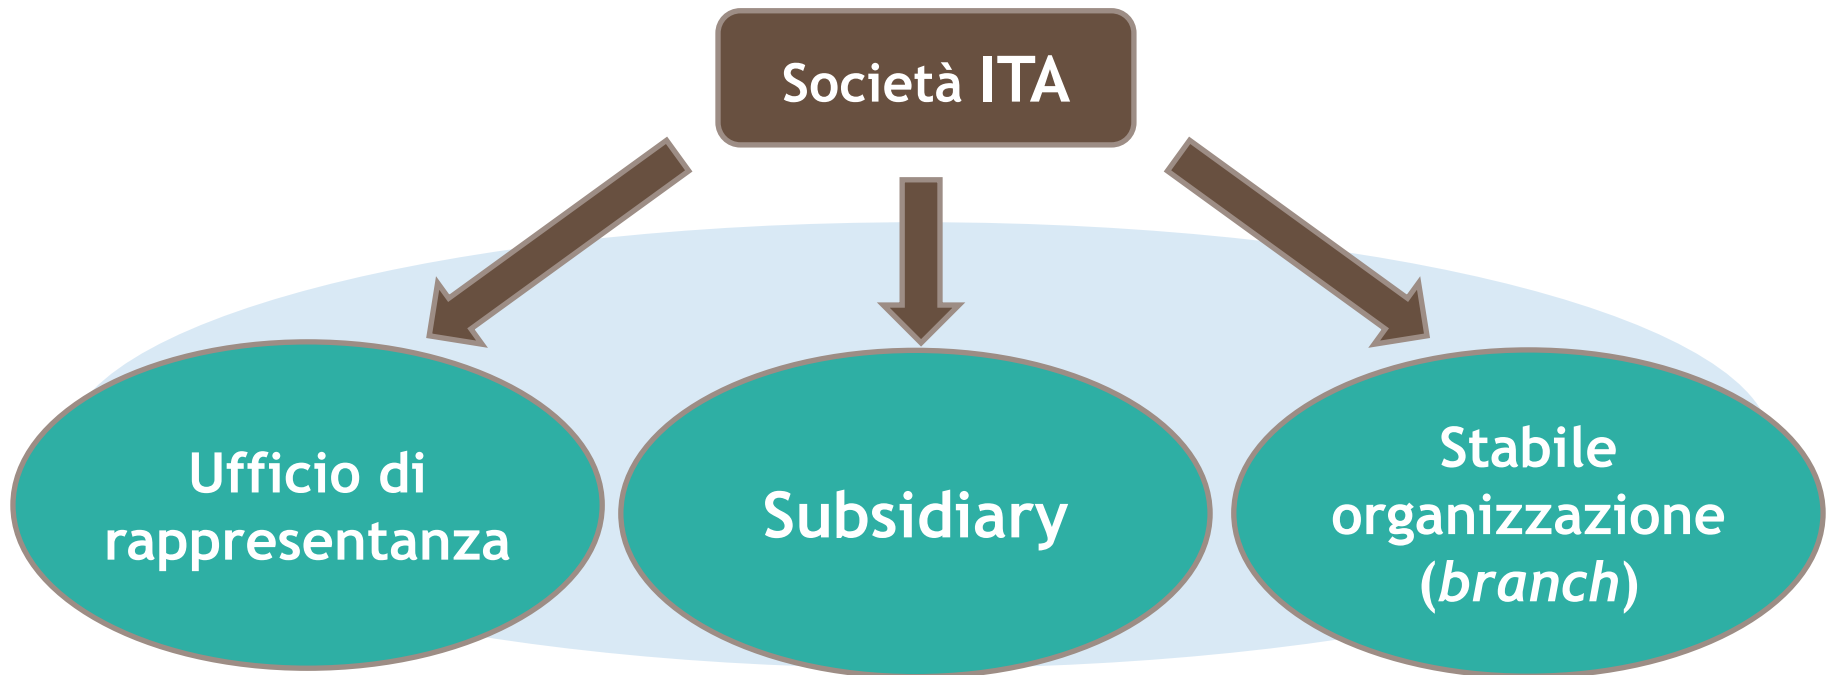 Società ITA
Ufficio di
rappresentanza
Subsidiary
Stabile
organizzazione
(branch)